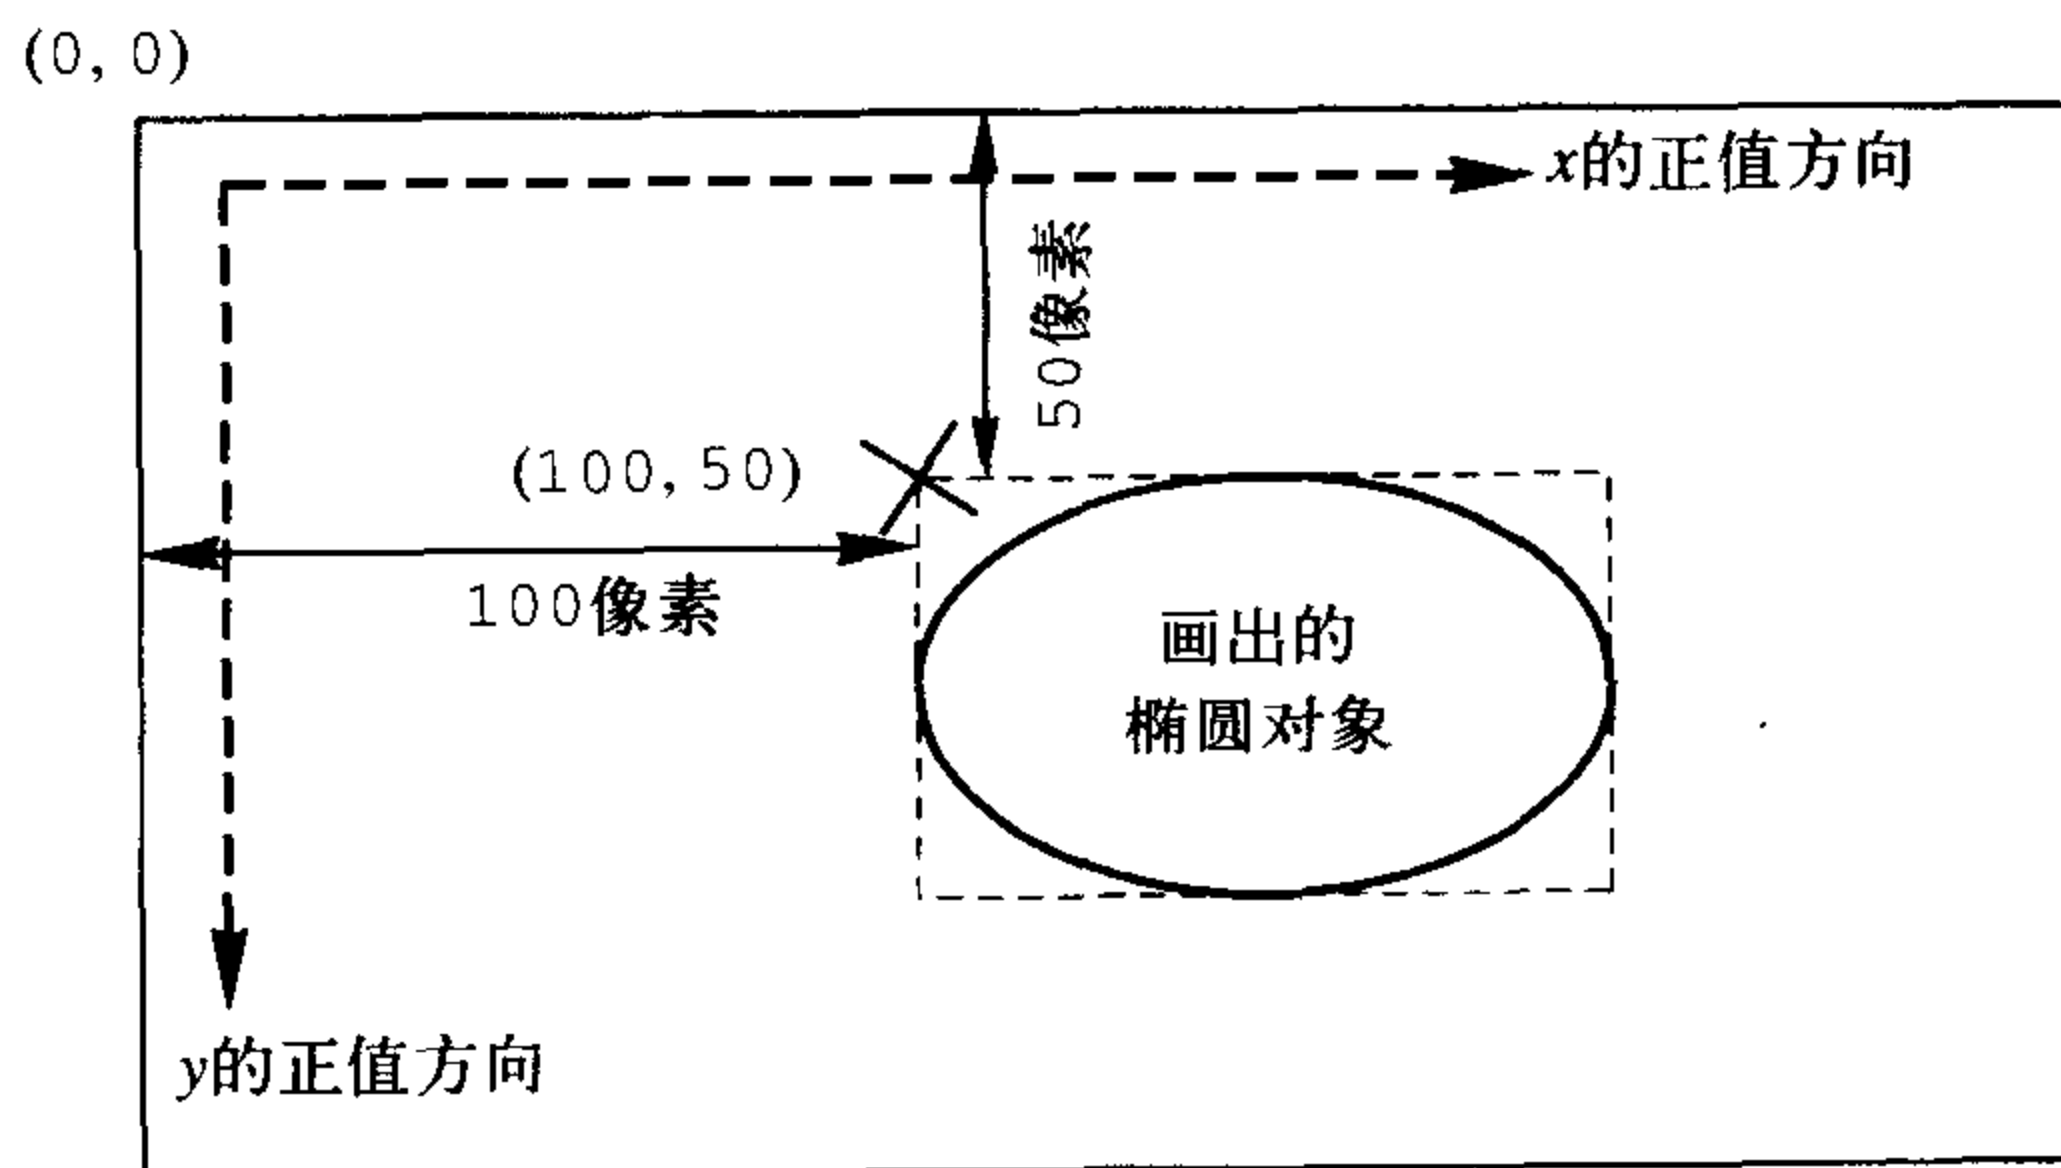 (0, 0)
x的正值方向
50像素
(100,50)
100像素
画出的
椭圆对象
y的正值方向